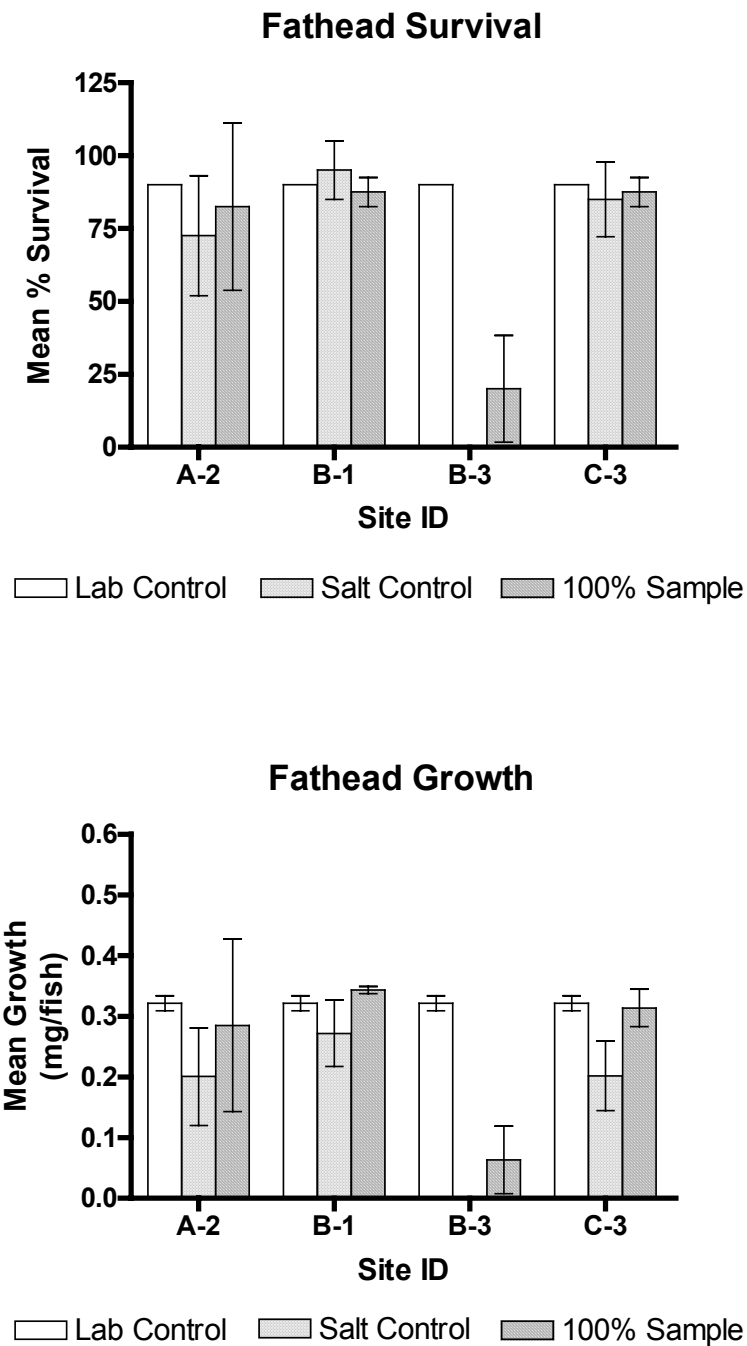 Fathead Survival
125
100
75
50
25
0
Mean % Survival
A-2 B-1 B-3 C-3
Site ID
Lab Control Salt Control 100% Sample
Fathead Growth
0.6
0.5
0.4
0.3
0.2
0.1
0.0
Mean Growth
(mg/fish)
A-2 B-1 B-3 C-3
Site ID
Lab Control Salt Control 100% Sample